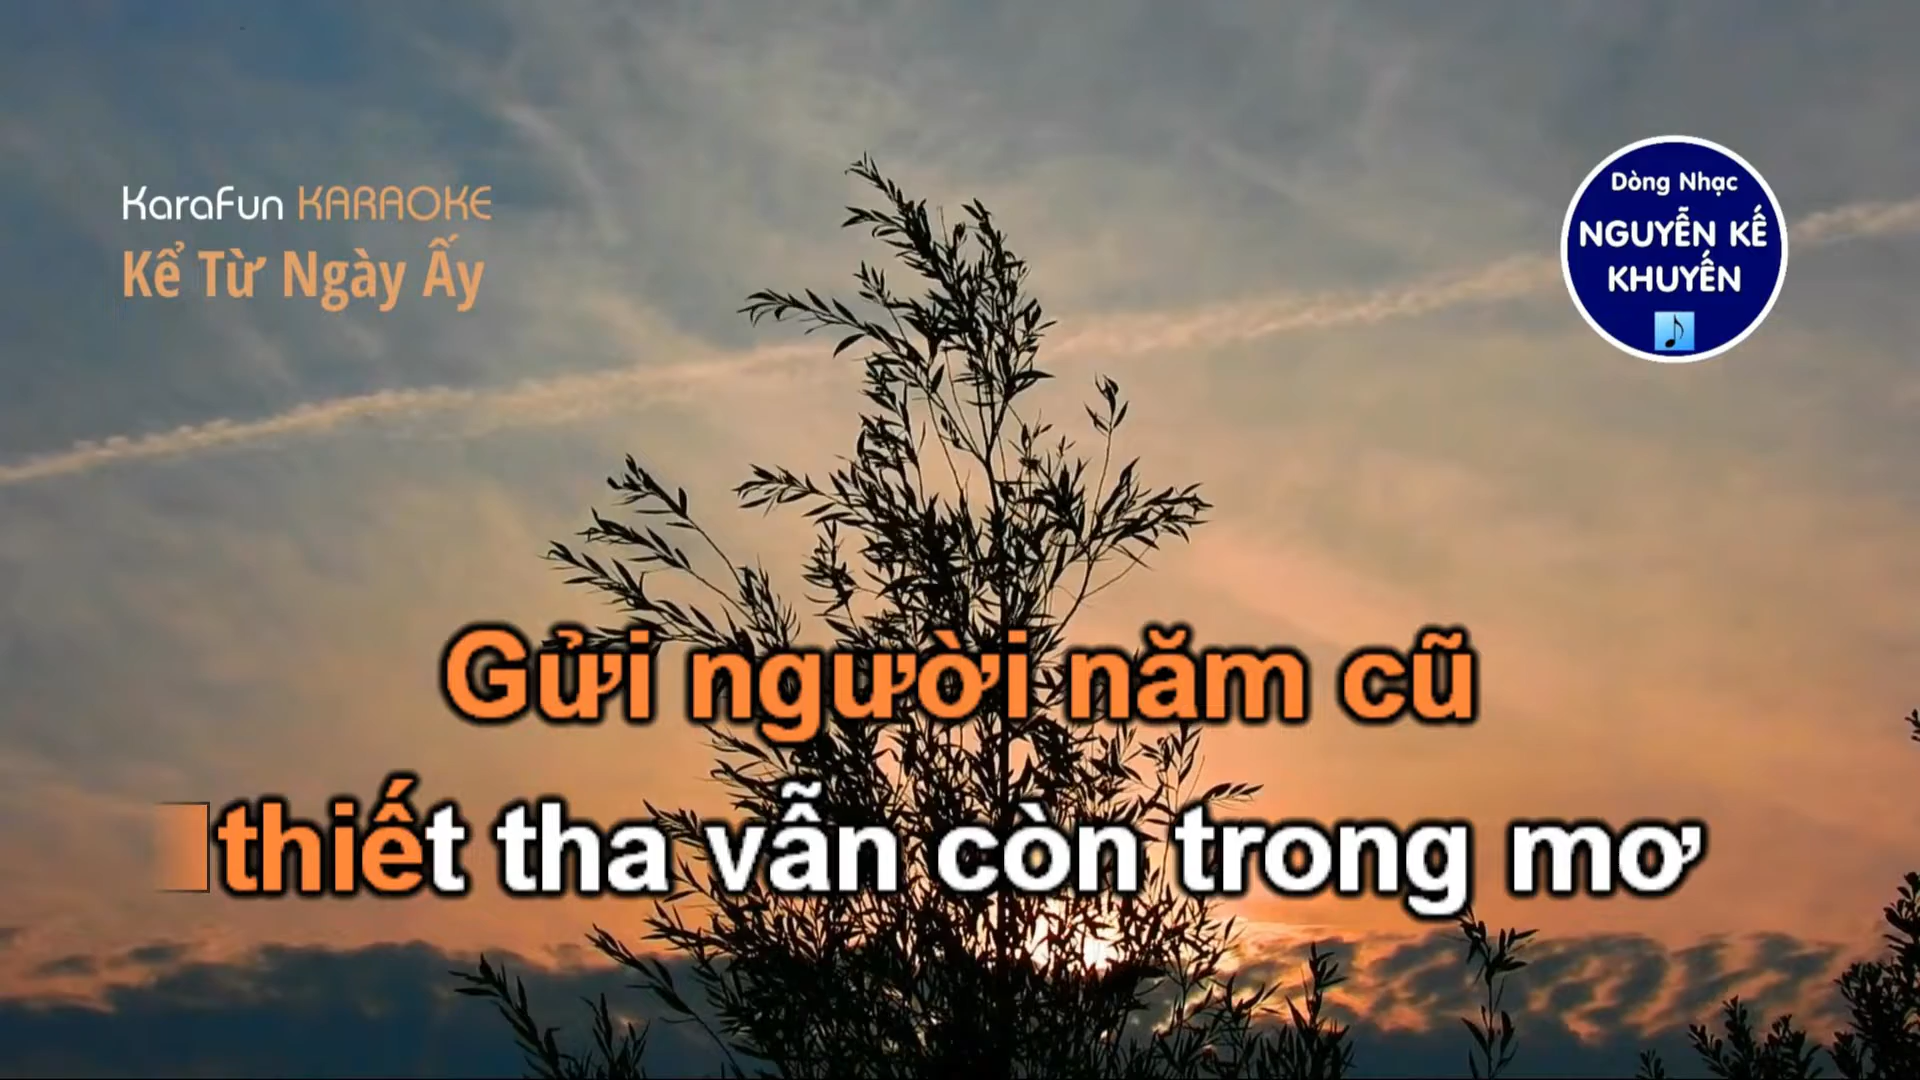 KaraFun KARAOKE
Kể Từ Ngày Ấy
Dòng Nhạc
NGUYỄN KẾ
KHUYẾN
Gửi người năm cũ
thiết tha vẫn còn trong mơ